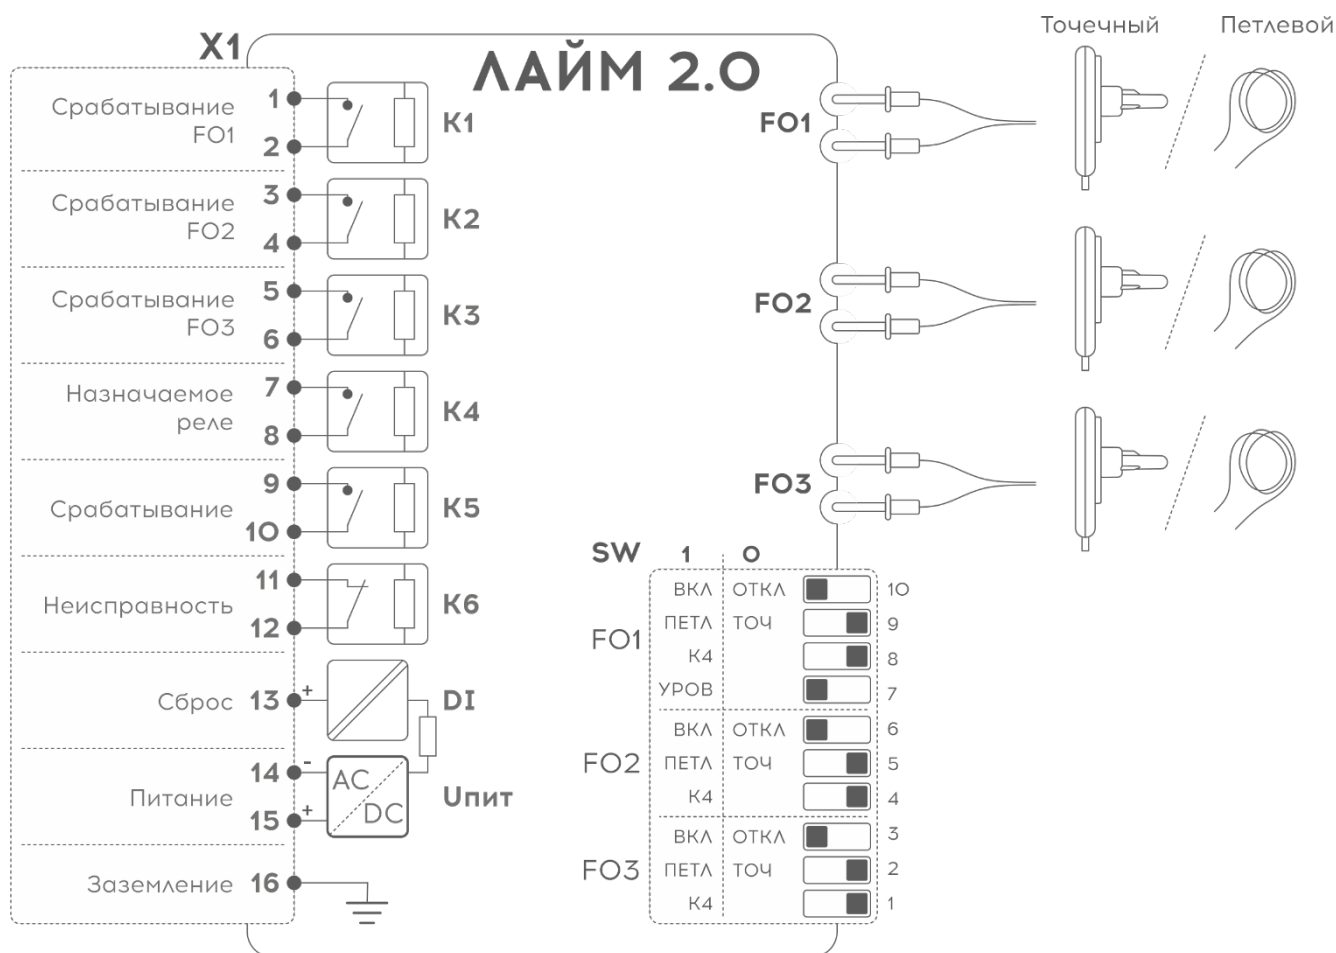 Точечный Петлевой
X1
ЛАЙМ 2.0
Срабатывание
FO1
1
2
K1
FO1
Срабатывание
FO2
3
4
K2
FO2
Срабатывание
FO3
5
6
K3
Назначаемое
реле
7
8
K4
FO3
Срабатывание
9
10
K5
Неисправность
11
12
K6
Сброс 13 + DI
Питание
14 -
15 +
AC
DC
Uпит
Заземление 16
SW 1 0
FO1
ВКЛ ОТКЛ 10
ПЕТЛ ТОЧ 9
К4 8
УРОВ 7
FO2
ВКЛ ОТКЛ 6
ПЕТЛ ТОЧ 5
К4 4
FO3
ВКЛ ОТКЛ 3
ПЕТЛ ТОЧ 2
К4 1